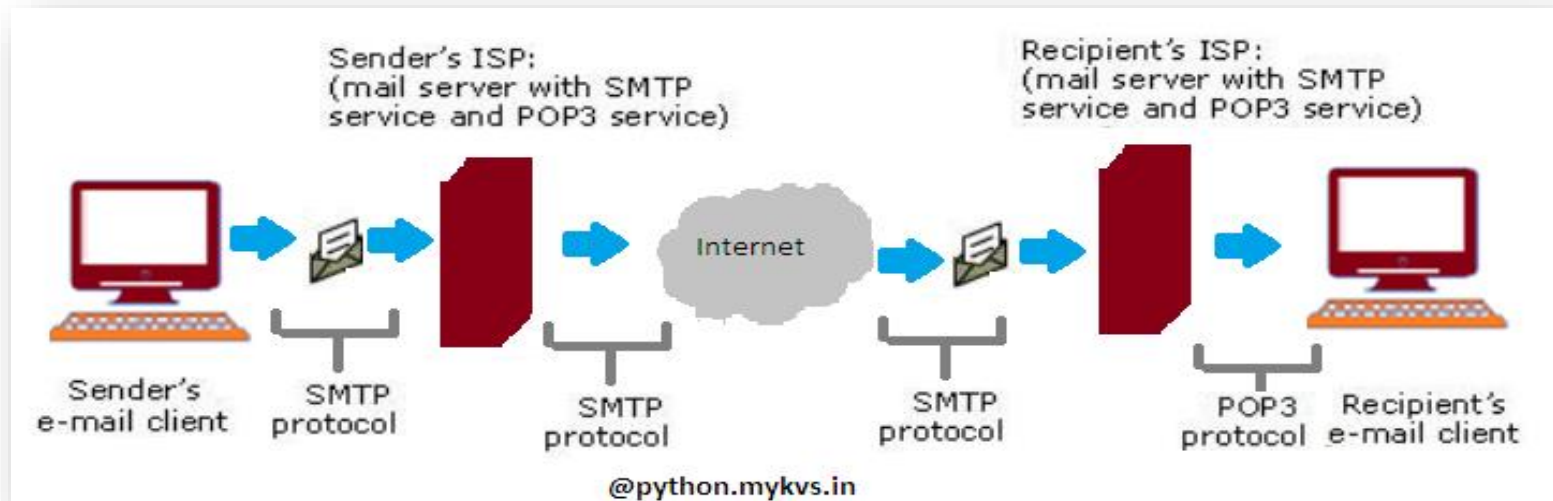 Sender's ISP:
(mail server with SMTP
service and POP3 service)
Recipient's ISP:
(mail server with SMTP
service and POP3 service)
Internet
Sender's
e-mail client
SMTP
protocol
SMTP
protocol
SMTP
protocol
POP3
protocol
Recipient's
e-mail client
@python.mykvs.in